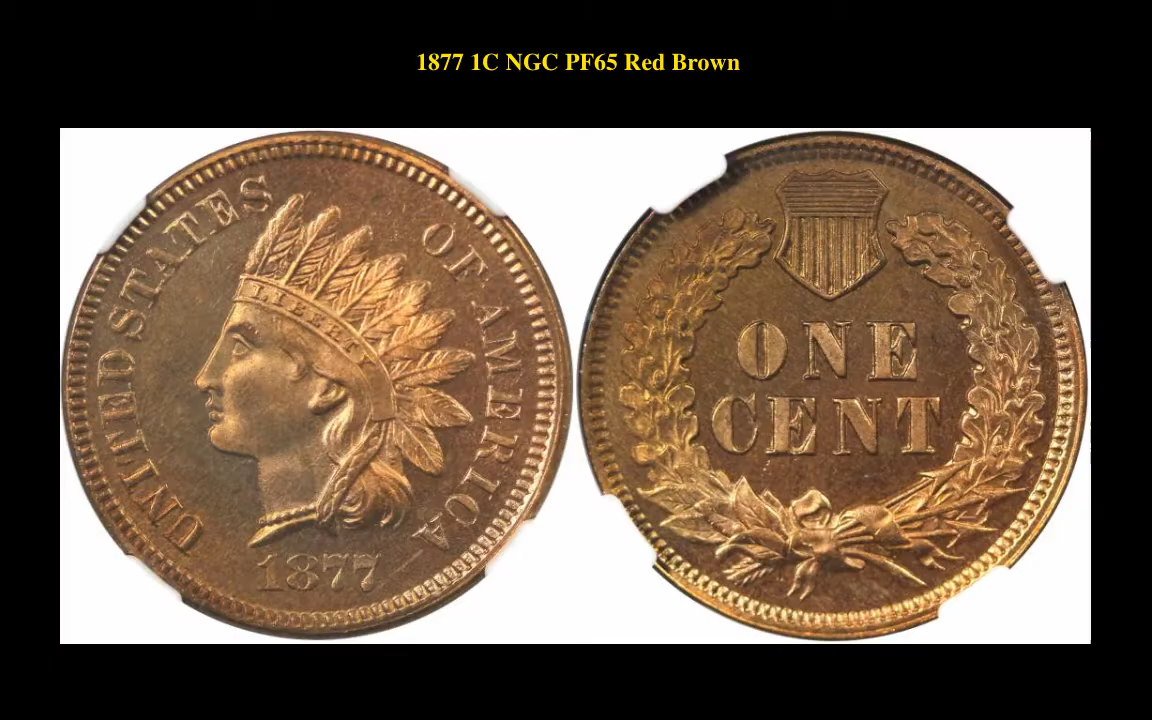 1877 1C NGC PF65 Red Brown
UNITED STATES OF AMERICA
LIBERTY
1877
ONE
CENT